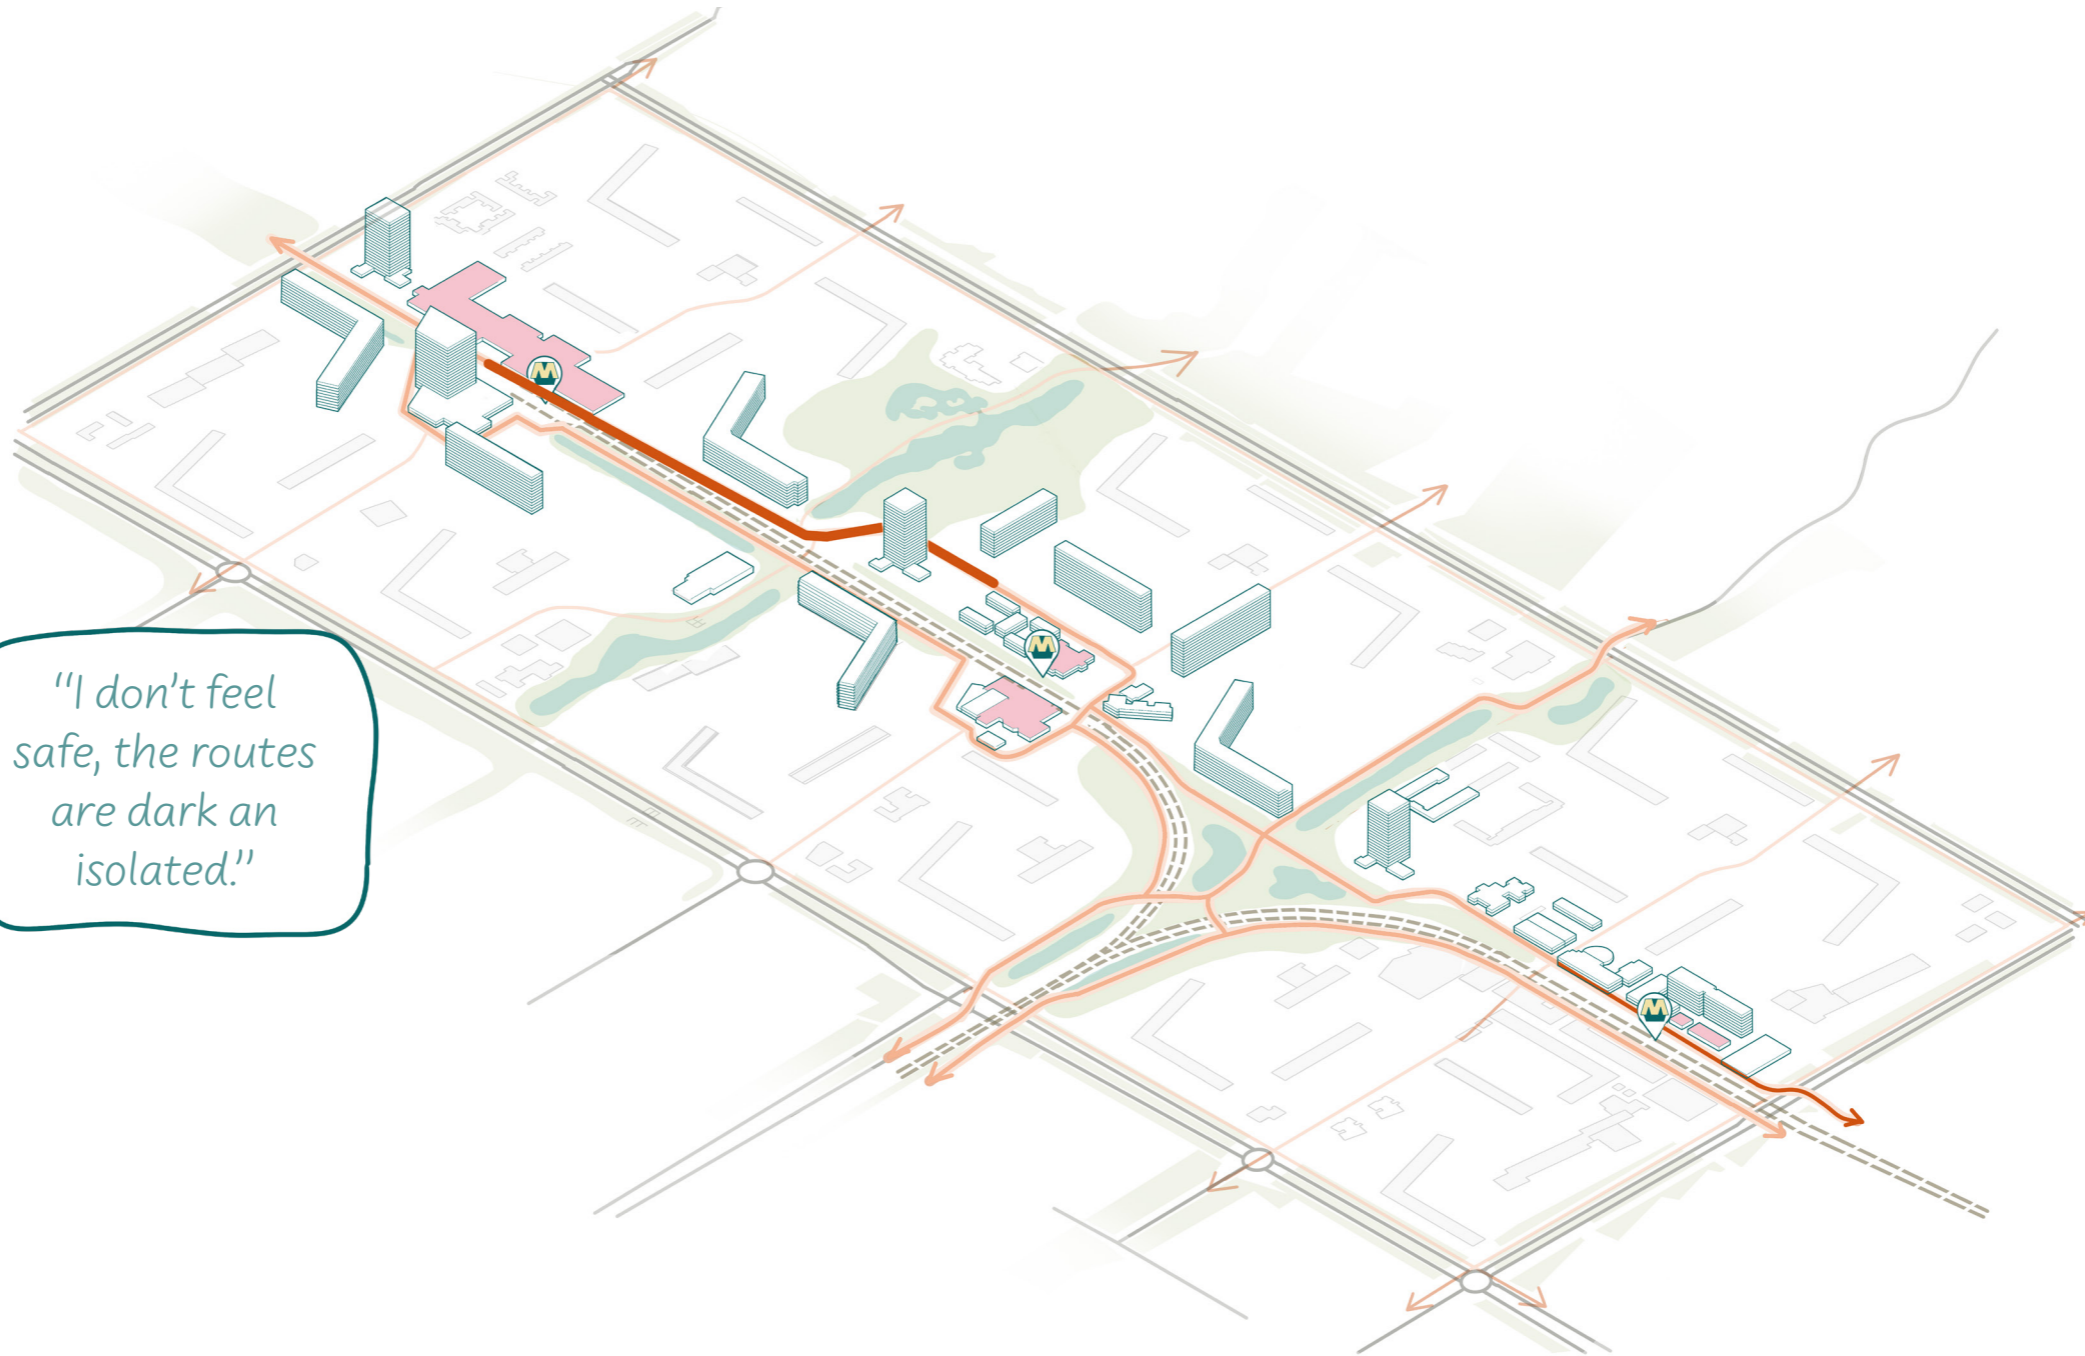 "I don't feel
safe, the routes
are dark an
isolated."
M
M
M